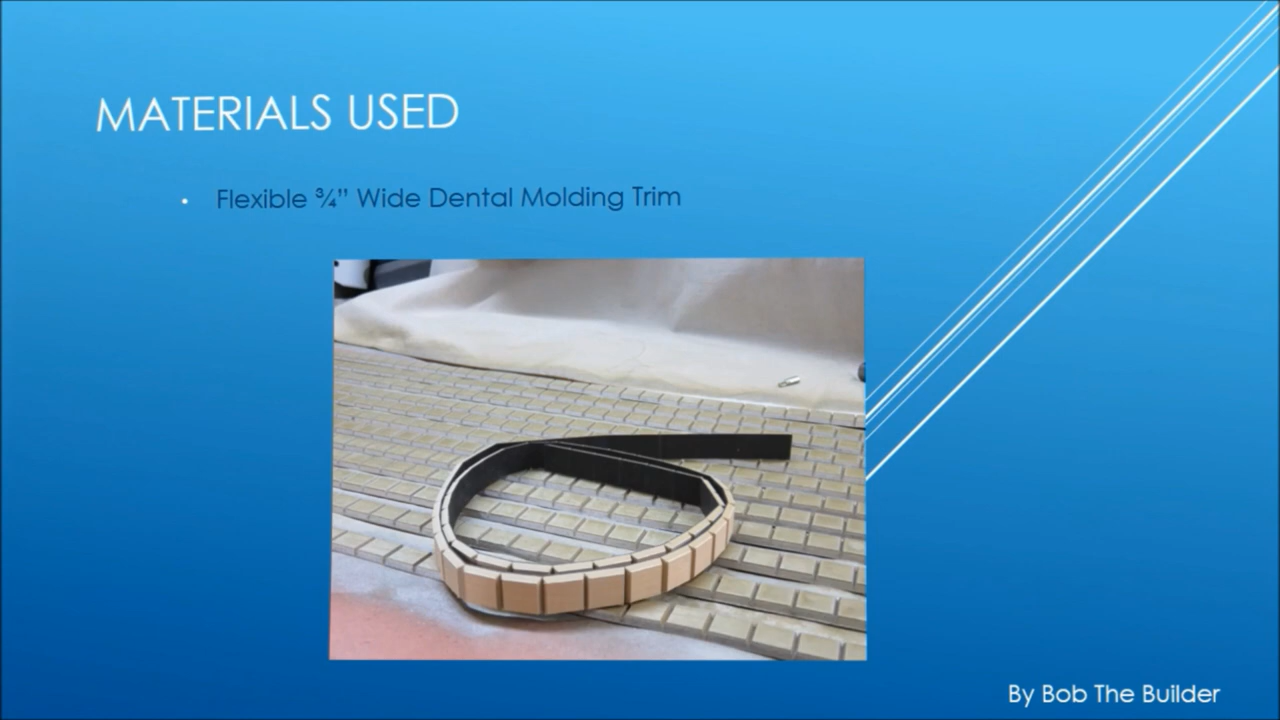 MATERIALS USED
• Flexible ¾” Wide Dental Molding Trim
By Bob The Builder